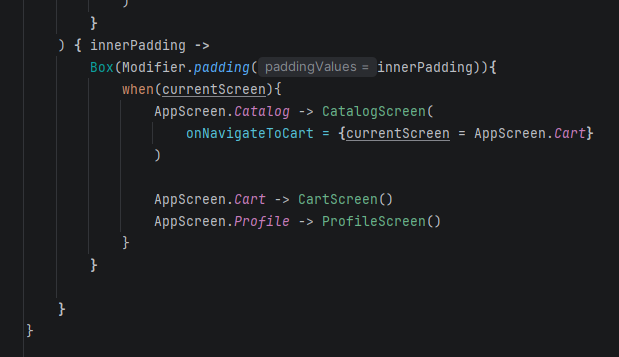 )
}
) { innerPadding ->
Box(Modifier.padding( paddingValues = innerPadding)){
when(currentScreen){
AppScreen.Catalog -> CatalogScreen(
onNavigateToCart = {currentScreen = AppScreen.Cart}
)
AppScreen.Cart -> CartScreen()
AppScreen.Profile -> ProfileScreen()
}
}
}
}